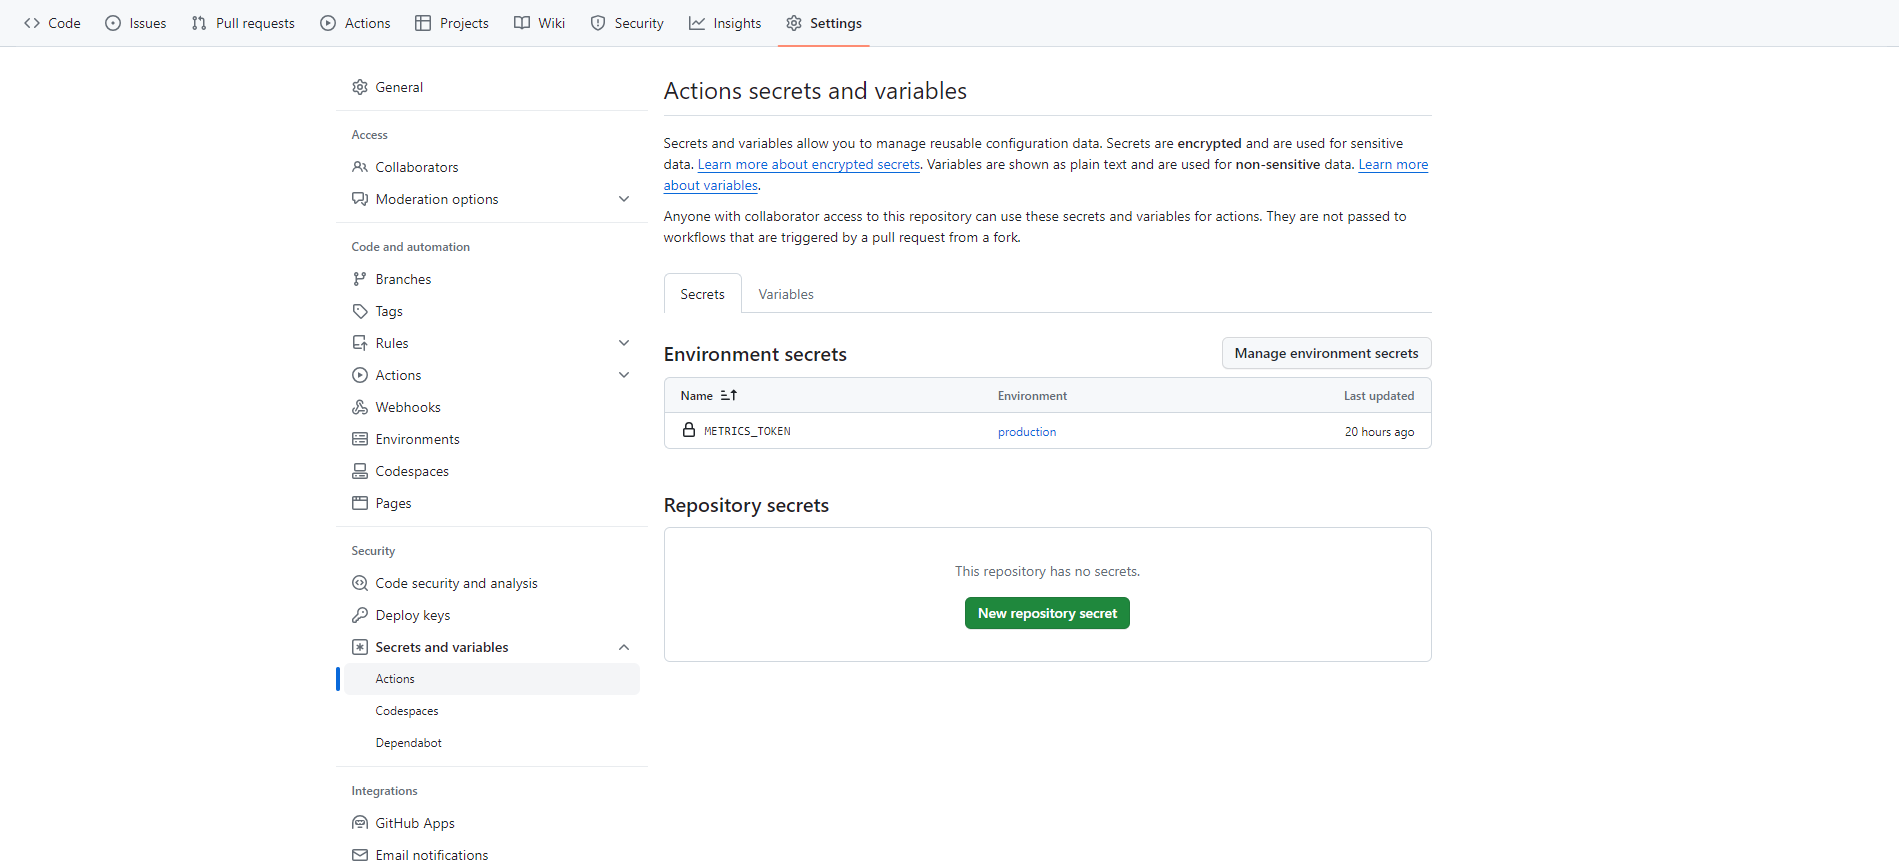 Code Issues Pull requests Actions Projects Wiki Security Insights Settings
General
Access
Collaborators
Moderation options
Code and automation
Branches
Tags
Rules
Actions
Webhooks
Environments
Codespaces
Pages
Security
Code security and analysis
Deploy keys
Secrets and variables
Actions
Codespaces
Dependabot
Integrations
GitHub Apps
Email notifications
Actions secrets and variables
Secrets and variables allow you to manage reusable configuration data. Secrets are encrypted and are used for sensitive
data. Learn more about encrypted secrets. Variables are shown as plain text and are used for non-sensitive data. Learn more
about variables.
Anyone with collaborator access to this repository can use these secrets and variables for actions. They are not passed to
workflows that are triggered by a pull request from a fork.
Secrets Variables
Environment secrets Manage environment secrets
Name Environment Last updated
METRICS_TOKEN production 20 hours ago
Repository secrets
This repository has no secrets.
New repository secret